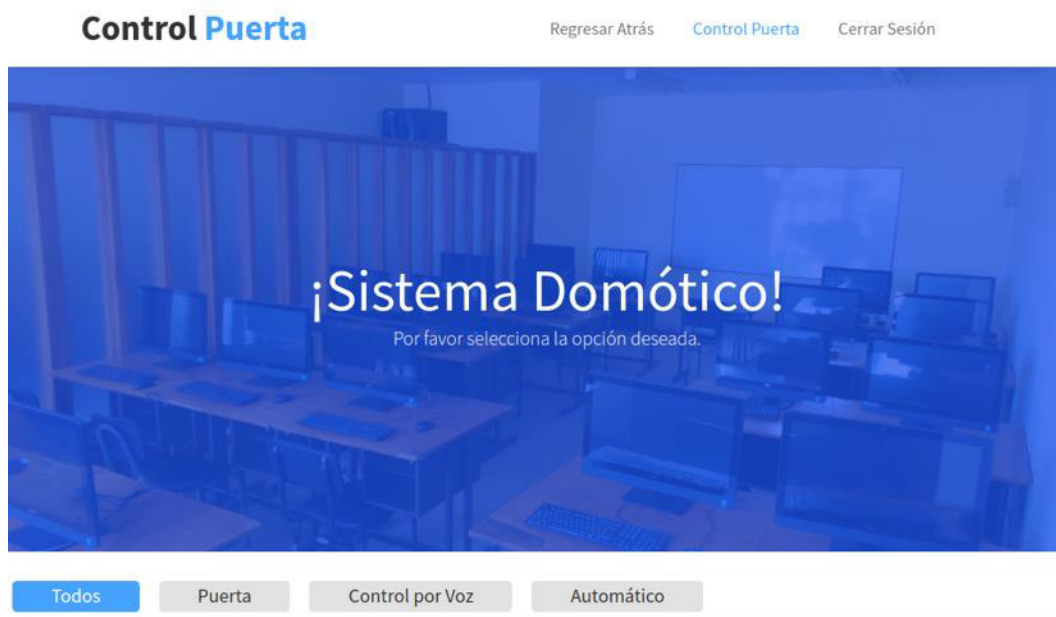 Control Puerta
Regresar Atrás Control Puerta Cerrar Sesión
¡Sistema Domótico!
Por favor selecciona la opción deseada.
Todos Puerta Control por Voz Automático